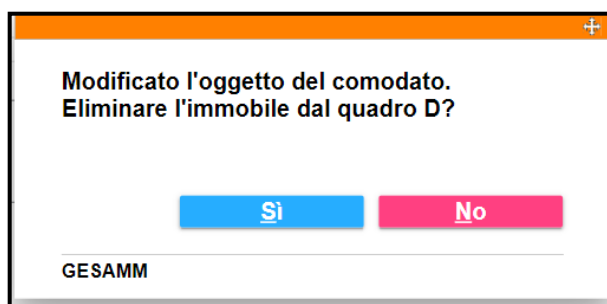 Modificato l'oggetto del comodato.
Eliminare l'immobile dal quadro D?
Sì No
GESAMM